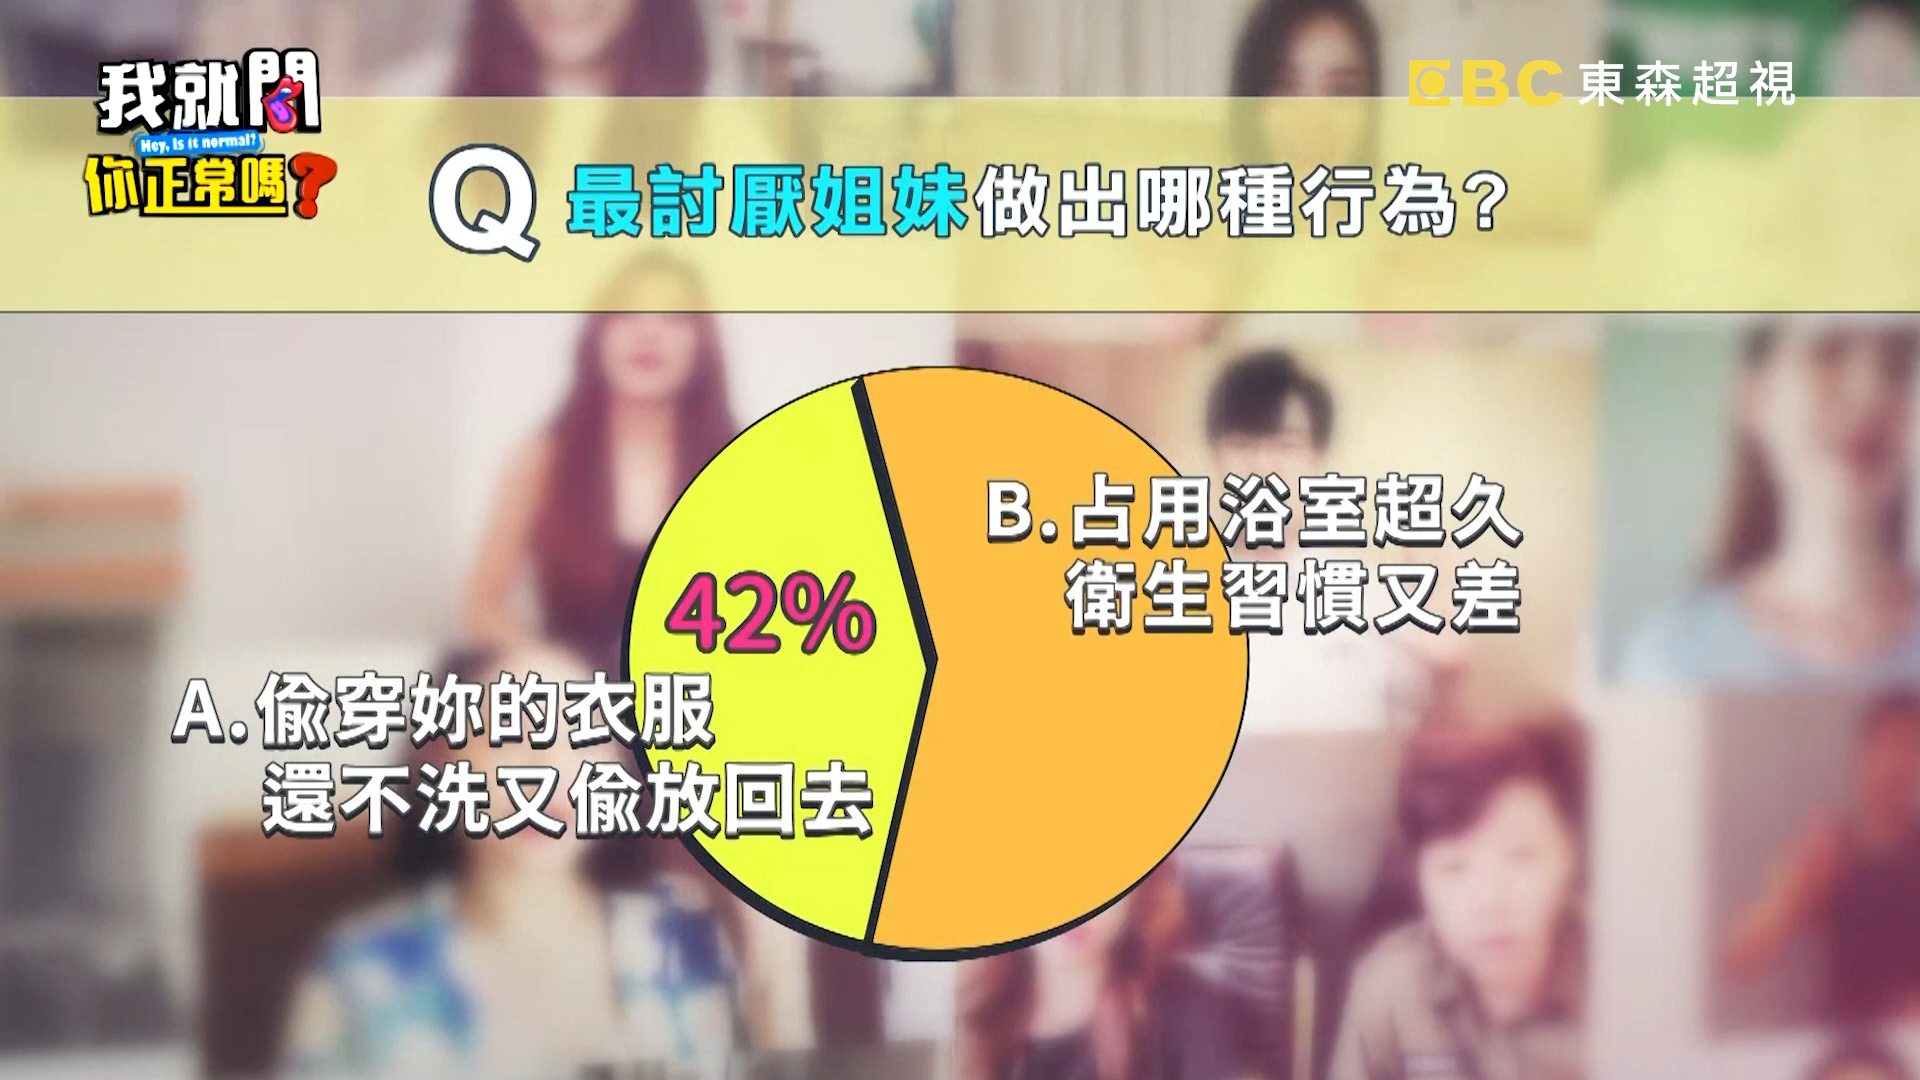 我就問
Hey, Is it normal?
你正常嗎?
EBC 東森超視
Q 最討厭姐妹做出哪種行為?
42%
A.偷穿妳的衣服
還不洗又偷放回去
B.占用浴室超久
衛生習慣又差